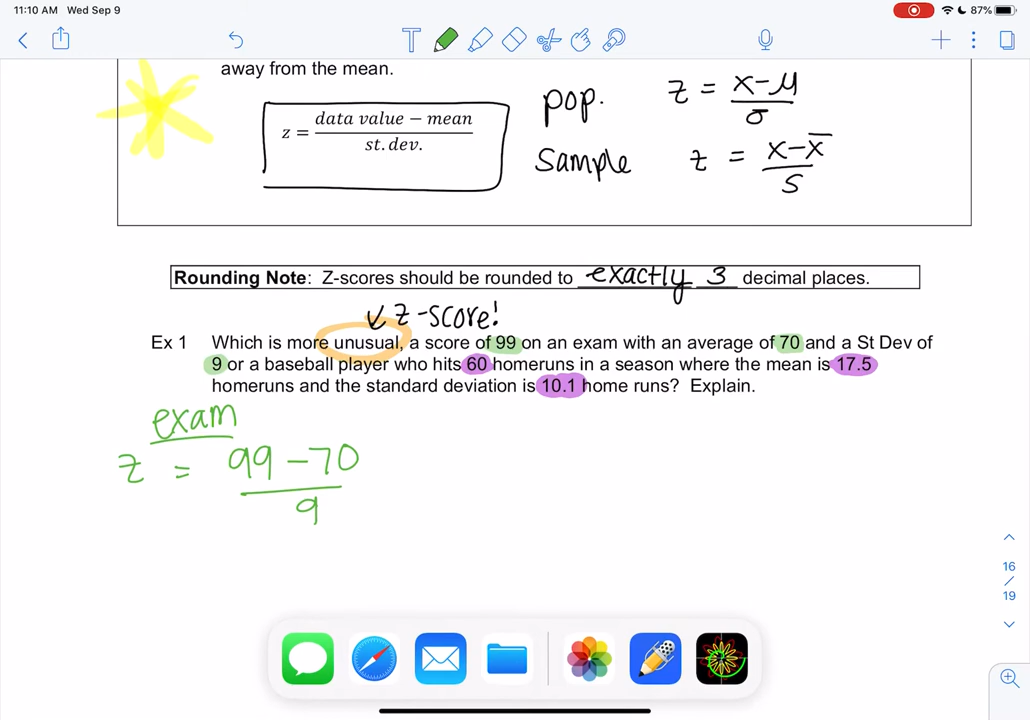 11:10 AM Wed Sep 9
87%
away from the mean.
z = data value − mean / st. dev.
pop. z = x-μ / σ
Sample z = x-x̄ / s
Rounding Note: Z-scores should be rounded to exactly 3 decimal places.
↙ z-score!
Ex 1 Which is more unusual, a score of 99 on an exam with an average of 70 and a St Dev of
9 or a baseball player who hits 60 homeruns in a season where the mean is 17.5
homeruns and the standard deviation is 10.1 home runs? Explain.
exam
z = 99-70 / 9
16
/
19